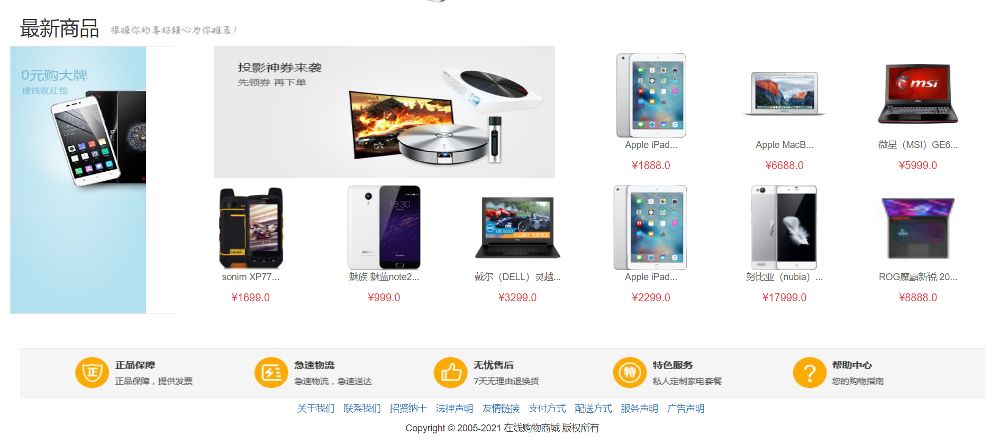 最新商品 根据你的喜好精心为你推荐!
0元购大牌
提钱收红包
投影神券来袭
先领券 再下单
msi
Apple iPad...
Apple MacB...
微星（MSI）GE6...
¥1888.0
¥6688.0
¥5999.0
18:30
nubia
sonim XP77...
魅族 魅蓝note2...
戴尔（DELL）灵越...
Apple iPad...
努比亚（nubia）...
ROG魔霸新锐 20...
¥1699.0
¥999.0
¥3299.0
¥2299.0
¥17999.0
¥8888.0
正品保障
正品保障，提供发票
急速物流
急速物流，急速送达
无忧售后
7天无理由退换货
特色服务
私人定制家电套餐
帮助中心
您的购物指南
关于我们 联系我们 招贤纳士 法律声明 友情链接 支付方式 配送方式 服务声明 广告声明
Copyright © 2005-2021 在线购物商城 版权所有